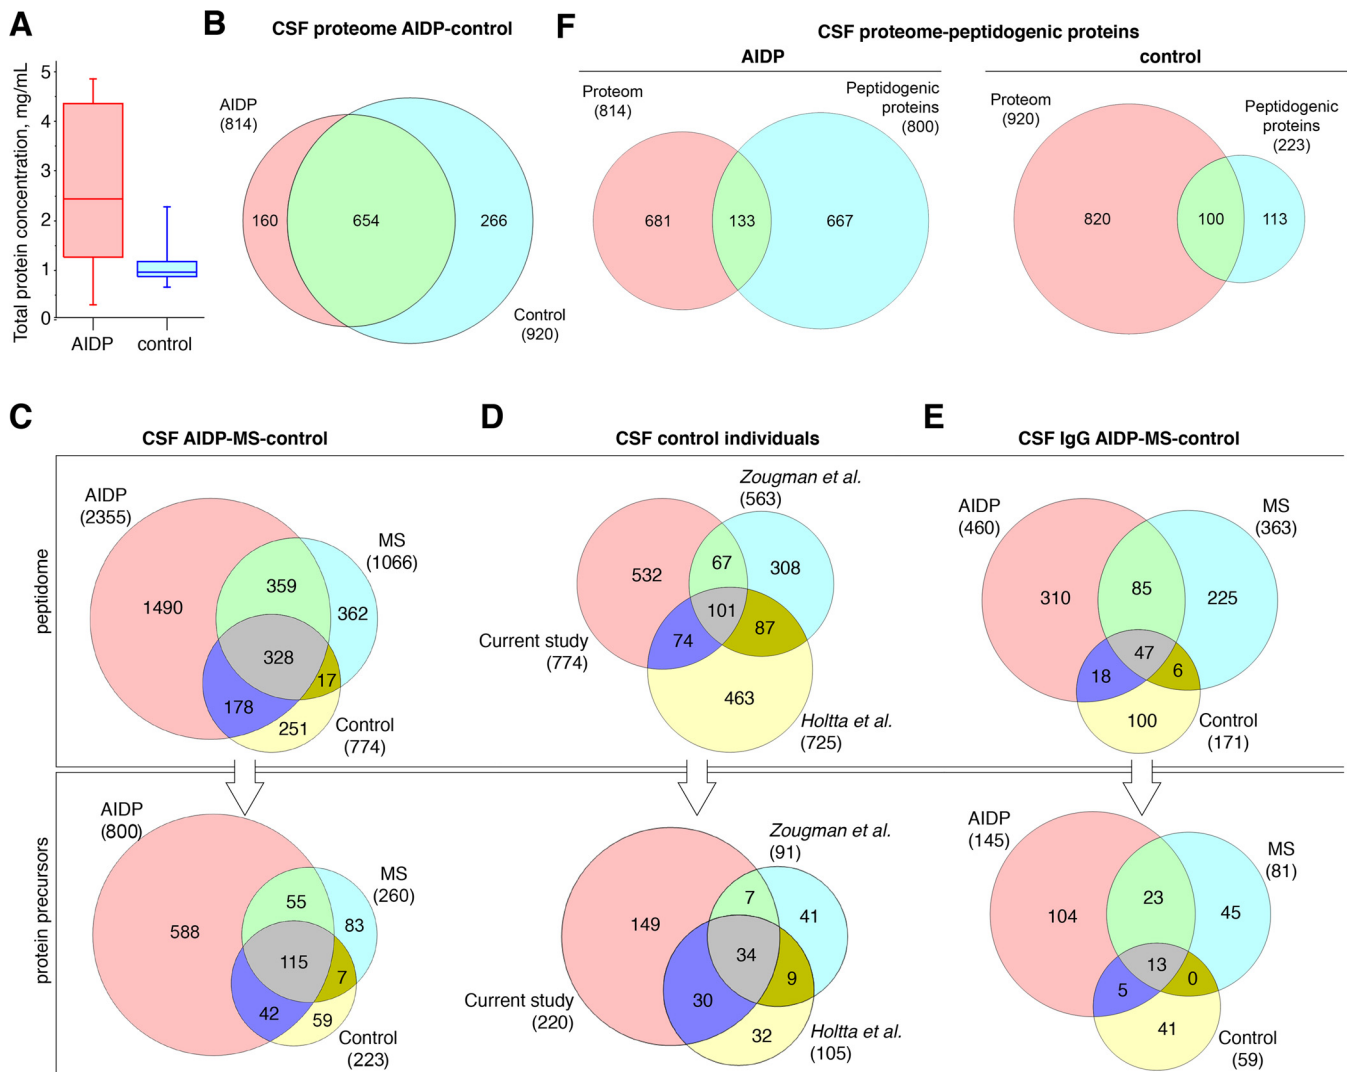 A
Total protein concentration, mg/mL
5
4
3
2
1
0
AIDP
control
B
CSF proteome AIDP-control
AIDP
(814)
160
654
266
Control
(920)
F
CSF proteome-peptidogenic proteins
AIDP
Proteom
(814)
Peptidogenic
proteins
(800)
681
133
667
control
Proteom
(920)
Peptidogenic
proteins
(223)
820
100
113
C
CSF AIDP-MS-control
peptidome
AIDP
(2355)
MS
(1066)
1490
359
362
328
17
178
251
Control
(774)
protein precursors
AIDP
(800)
MS
(260)
588
55
83
115
7
42
59
Control
(223)
D
CSF control individuals
Zougman et al.
(563)
532
67
308
101
74
87
Current study
(774)
463
Holtta et al.
(725)
Zougman et al.
(91)
149
7
41
34
30
9
Current study
(220)
32
Holtta et al.
(105)
E
CSF IgG AIDP-MS-control
AIDP
(460)
MS
(363)
310
85
225
47
18
6
100
Control
(171)
AIDP
(145)
MS
(81)
104
23
45
13
5
0
41
Control
(59)